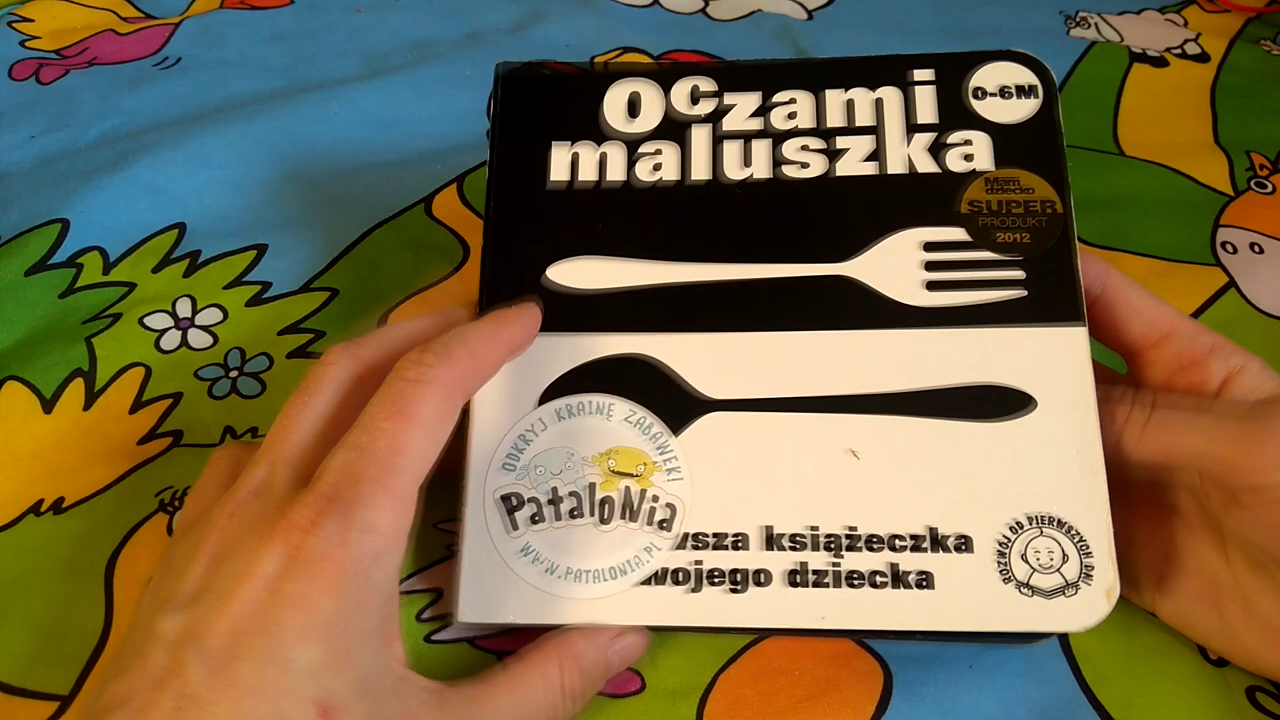 Oczami
maluszka
0-6M
Mam
dziecko
SUPER
PRODUKT
2012
ODKRYJ KRAINĘ ZABAWEK!
PataloNia
WWW.PATALONIA.PL
wsza książeczka
wojego dziecka
ROZWÓJ OD PIERWSZYCH DNI